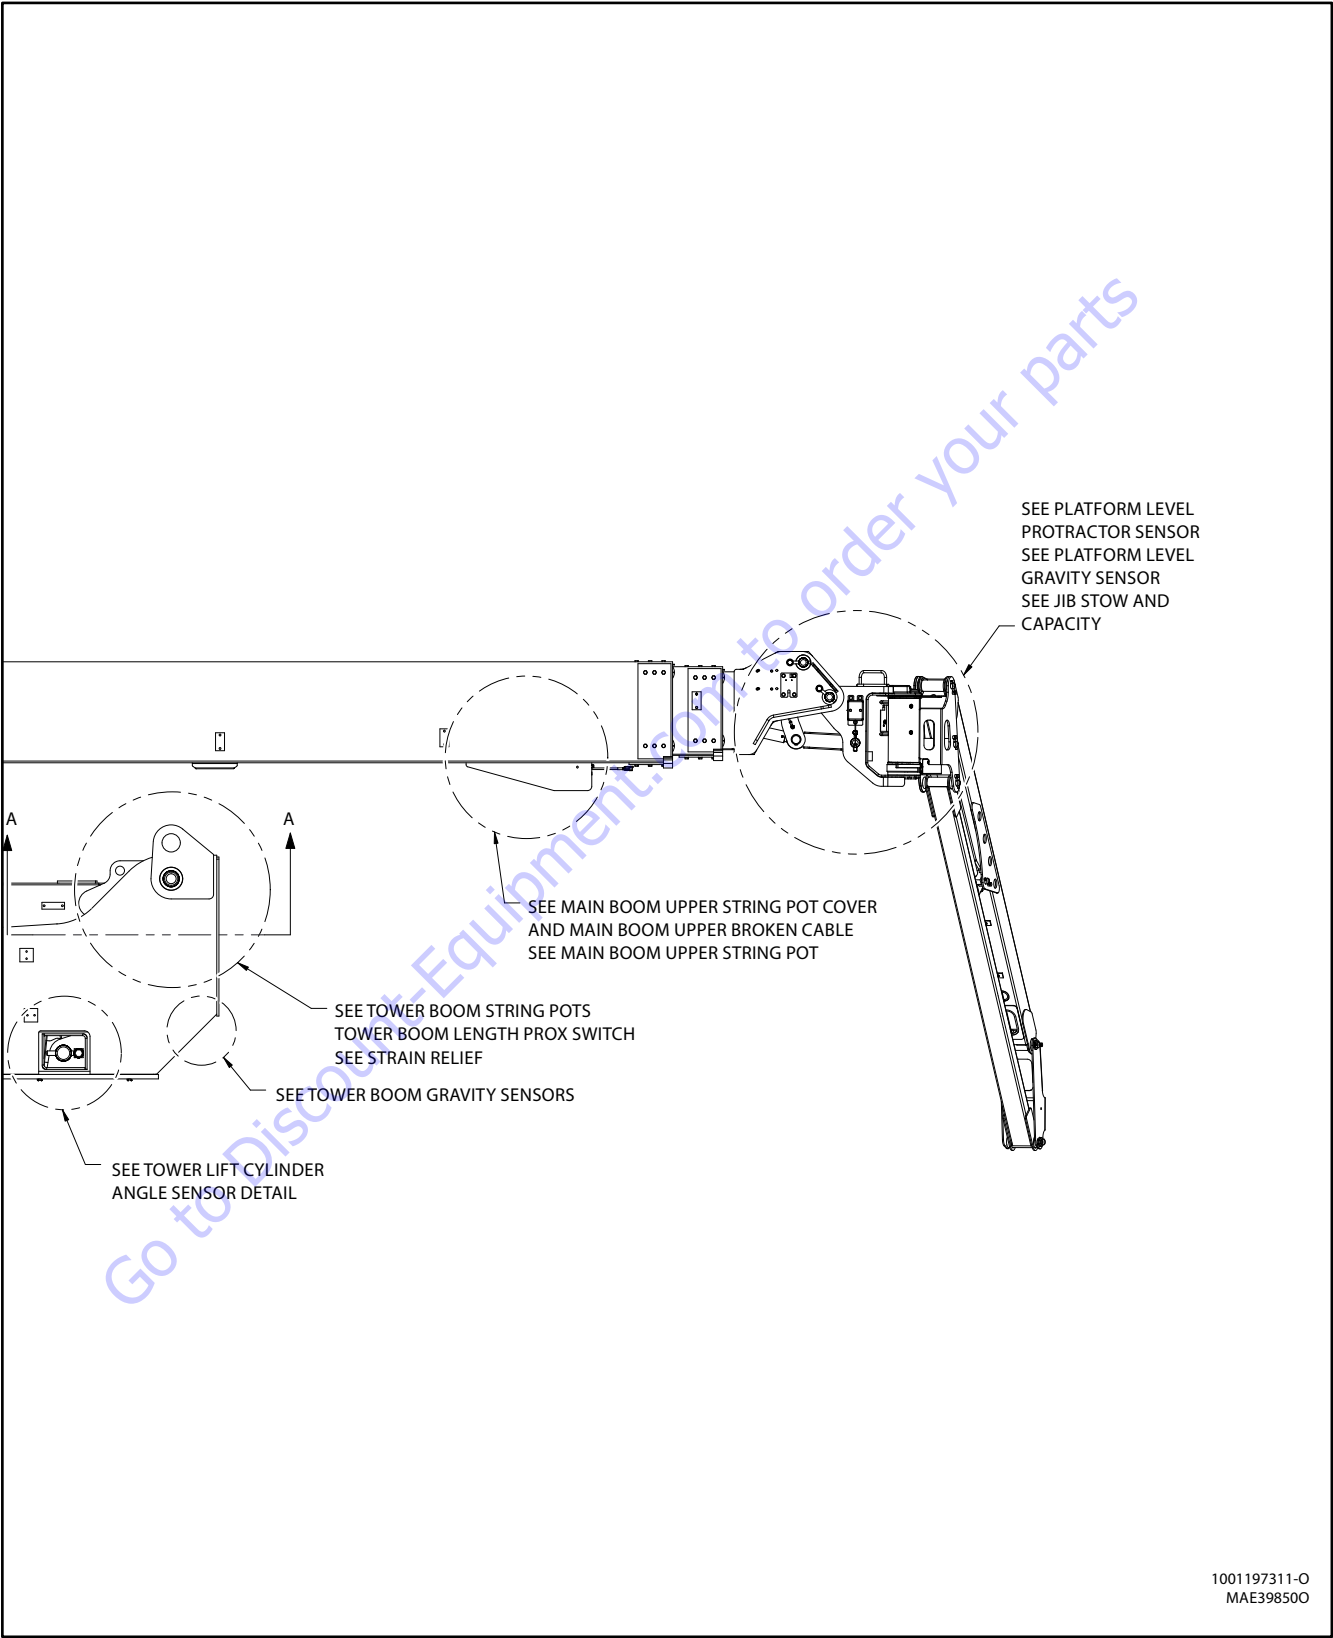 SEE PLATFORM LEVEL
PROTRACTOR SENSOR
SEE PLATFORM LEVEL
GRAVITY SENSOR
SEE JIB STOW AND
CAPACITY
A
A
SEE MAIN BOOM UPPER STRING POT COVER
AND MAIN BOOM UPPER BROKEN CABLE
SEE MAIN BOOM UPPER STRING POT
SEE TOWER BOOM STRING POTS
TOWER BOOM LENGTH PROX SWITCH
SEE STRAIN RELIEF
SEE TOWER BOOM GRAVITY SENSORS
SEE TOWER LIFT CYLINDER
ANGLE SENSOR DETAIL
Go to Discount-Equipment.com to order your parts
1001197311-O
MAE39850O